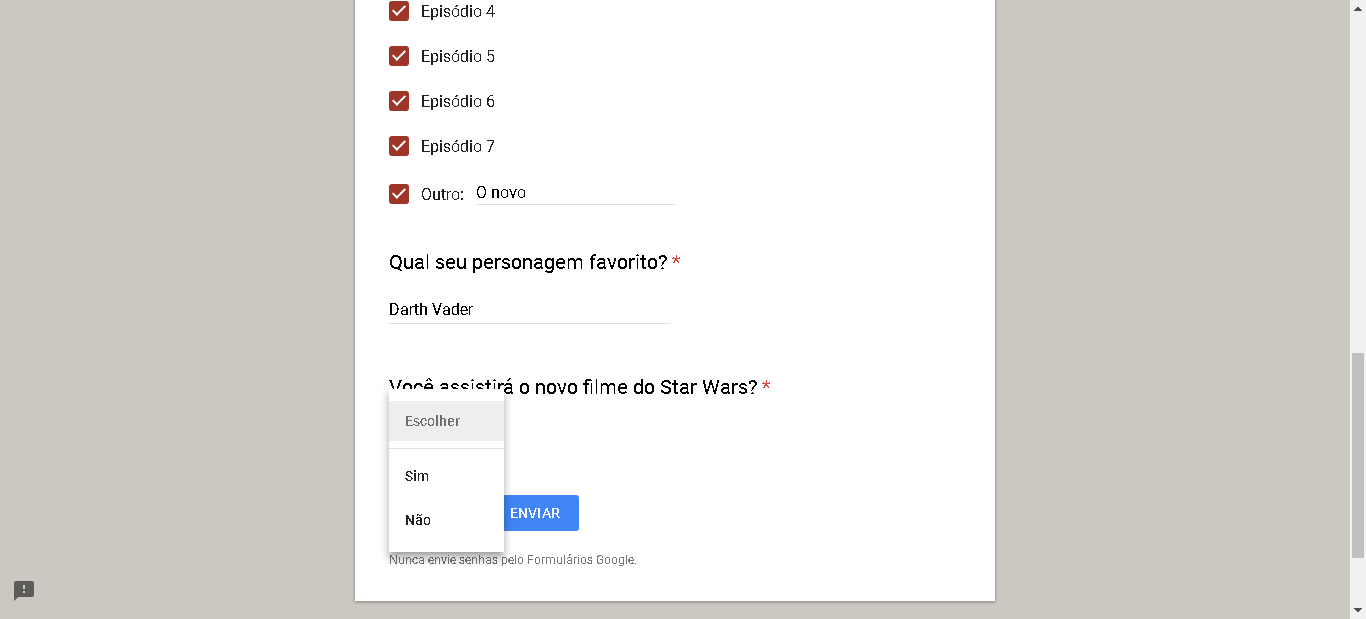 Episódio 4
Episódio 5
Episódio 6
Episódio 7
Outro: O novo
Qual seu personagem favorito? *
Darth Vader
Você assistirá o novo filme do Star Wars? *
Escolher
Sim
Não
ENVIAR
Nunca envie senhas pelo Formulários Google.